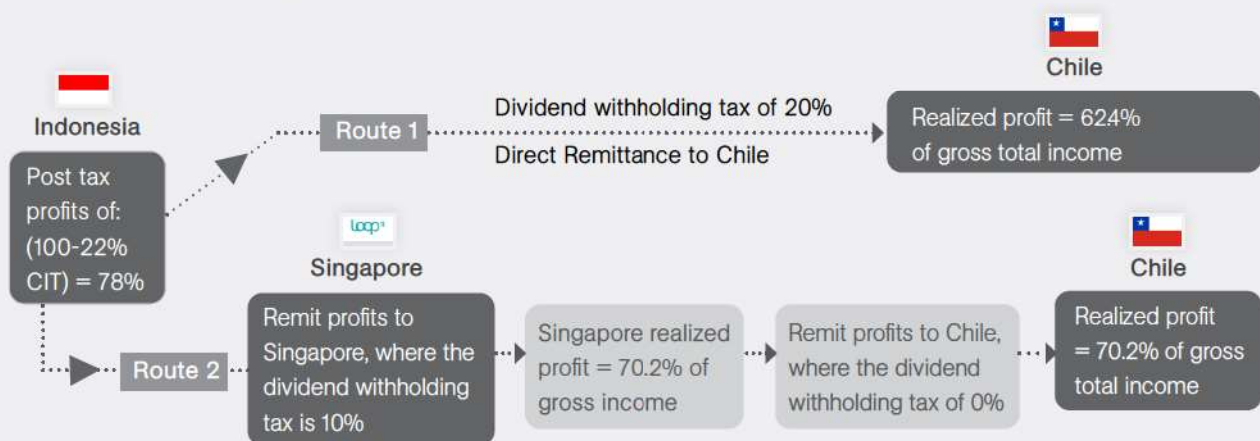 Chile
Indonesia
Route 1
Dividend withholding tax of 20%
Direct Remittance to Chile
Realized profit = 62.4%
of gross total income
Post tax
profits of:
(100-22%
CIT) = 78%
loop
Singapore
Chile
Route 2
Remit profits to
Singapore, where the
dividend withholding
tax is 10%
Singapore realized
profit = 70.2% of
gross income
Remit profits to Chile,
where the dividend
withholding tax of 0%
Realized profit
= 70.2% of gross
total income